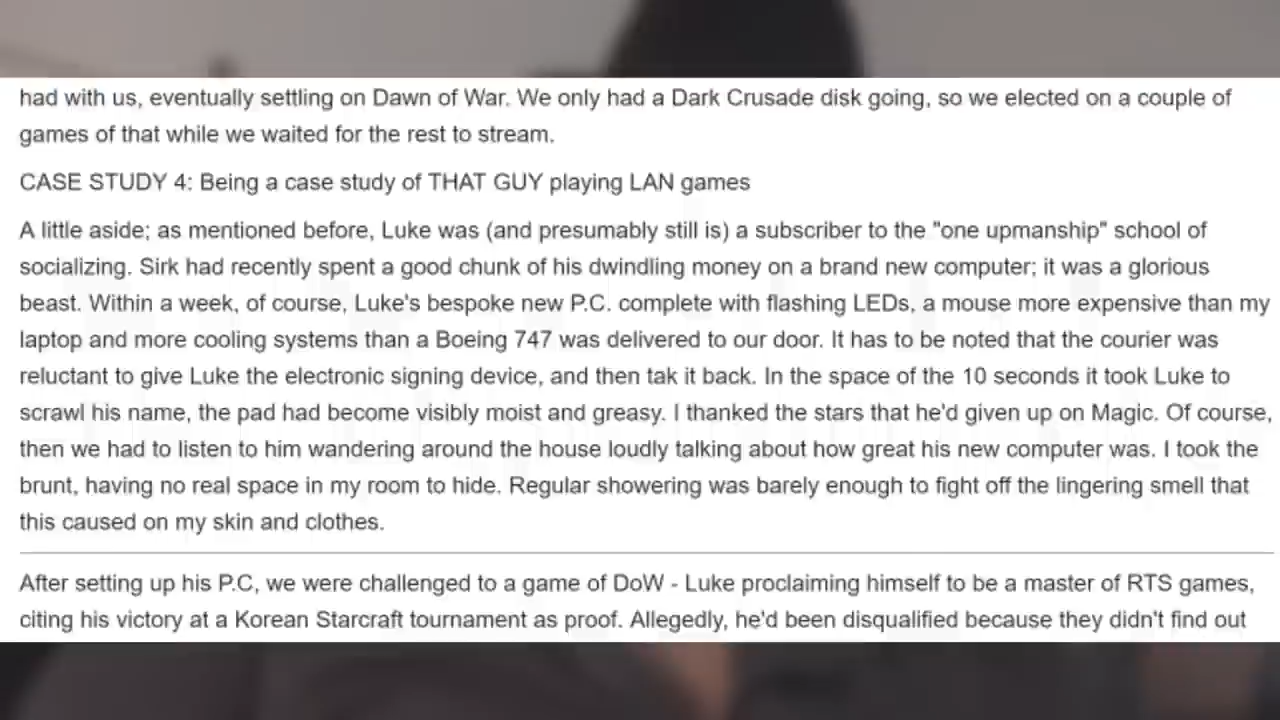 had with us, eventually settling on Dawn of War. We only had a Dark Crusade disk going, so we elected on a couple of
games of that while we waited for the rest to stream.
CASE STUDY 4: Being a case study of THAT GUY playing LAN games
A little aside; as mentioned before, Luke was (and presumably still is) a subscriber to the "one upmanship" school of
socializing. Sirk had recently spent a good chunk of his dwindling money on a brand new computer; it was a glorious
beast. Within a week, of course, Luke's bespoke new P.C. complete with flashing LEDs, a mouse more expensive than my
laptop and more cooling systems than a Boeing 747 was delivered to our door. It has to be noted that the courier was
reluctant to give Luke the electronic signing device, and then tak it back. In the space of the 10 seconds it took Luke to
scrawl his name, the pad had become visibly moist and greasy. I thanked the stars that he'd given up on Magic. Of course,
then we had to listen to him wandering around the house loudly talking about how great his new computer was. I took the
brunt, having no real space in my room to hide. Regular showering was barely enough to fight off the lingering smell that
this caused on my skin and clothes.
After setting up his P.C, we were challenged to a game of DoW - Luke proclaiming himself to be a master of RTS games,
citing his victory at a Korean Starcraft tournament as proof. Allegedly, he'd been disqualified because they didn't find out